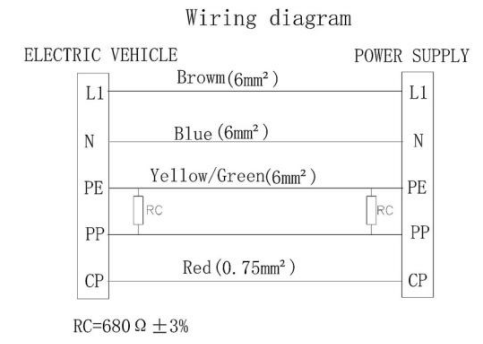 Wiring diagram
ELECTRIC VEHICLE
POWER SUPPLY
L1
Browm(6mm²)
L1
N
Blue(6mm²)
N
PE
Yellow/Green(6mm²)
PE
RC
RC
PP
PP
CP
Red(0.75mm²)
CP
RC=680Ω±3%